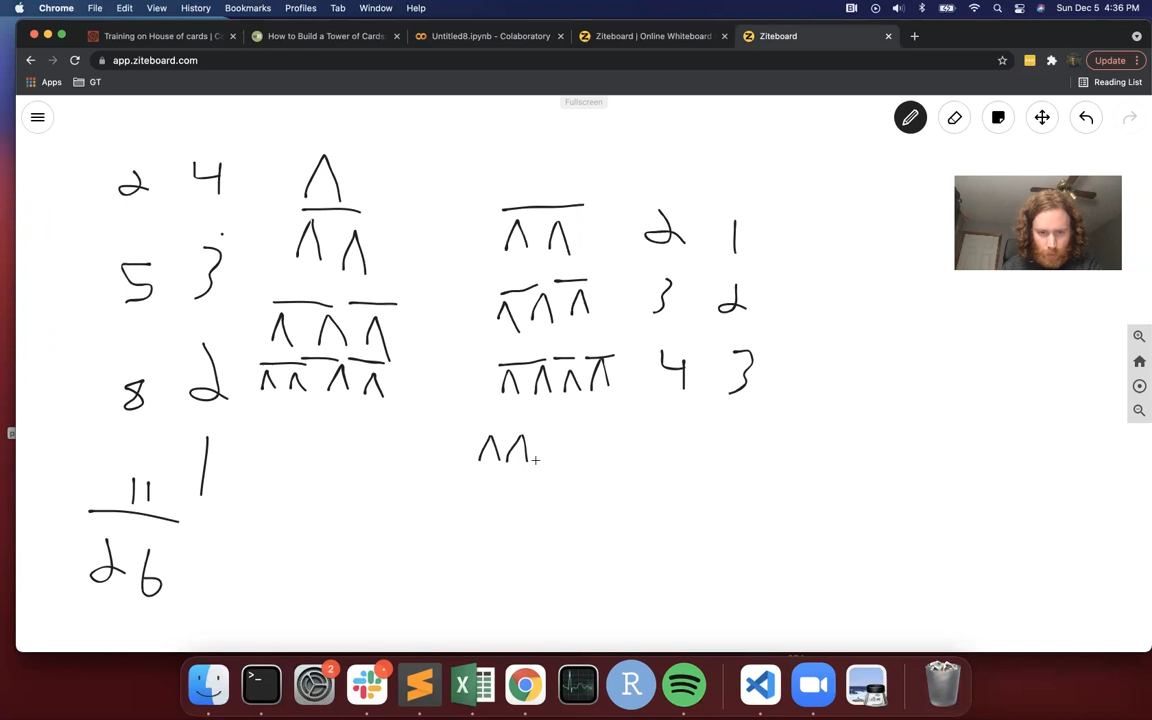 Chrome File Edit View History Bookmarks Profiles Tab Window Help Sun Dec 5 4:36 PM
Training on House of cards | C
How to Build a Tower of Cards
Untitled8.ipynb - Colaboratory
Ziteboard | Online Whiteboard
Ziteboard
app.ziteboard.com
Update
Apps
GT
Reading List
Fullscreen
2 4
2 1
5 3
3 2
8 2
4 3
11 1
26
2